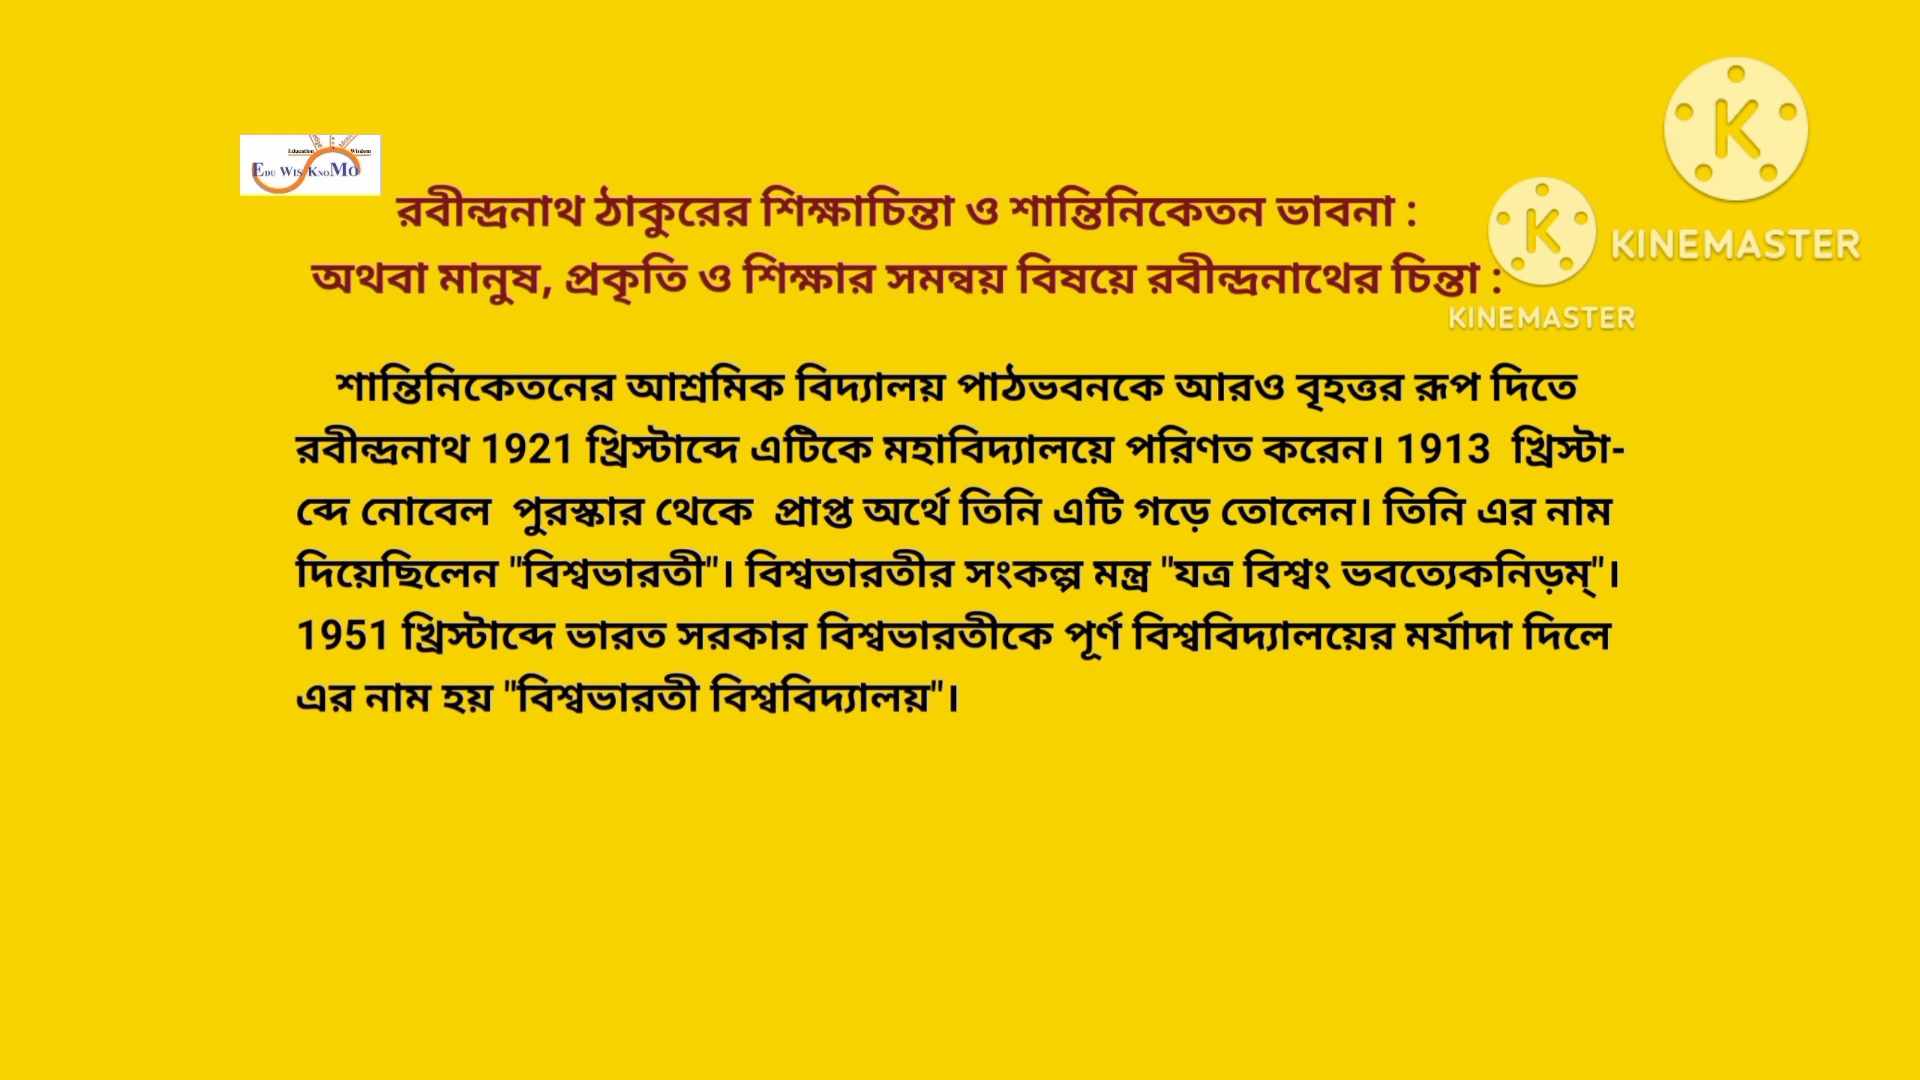 Education Wisdom
EDU WIS KNOMO
রবীন্দ্রনাথ ঠাকুরের শিক্ষাচিন্তা ও শান্তিনিকেতন ভাবনা :
অথবা মানুষ, প্রকৃতি ও শিক্ষার সমন্বয় বিষয়ে রবীন্দ্রনাথের চিন্তা :
KINEMASTER
KINEMASTER
শান্তিনিকেতনের আশ্রমিক বিদ্যালয় পাঠভবনকে আরও বৃহত্তর রূপ দিতে
রবীন্দ্রনাথ 1921 খ্রিস্টাব্দে এটিকে মহাবিদ্যালয়ে পরিণত করেন। 1913 খ্রিস্টা-
ব্দে নোবেল পুরস্কার থেকে প্রাপ্ত অর্থে তিনি এটি গড়ে তোলেন। তিনি এর নাম
দিয়েছিলেন "বিশ্বভারতী"। বিশ্বভারতীর সংকল্প মন্ত্র "যত্র বিশ্বং ভবত্যেকনিড়ম্"।
1951 খ্রিস্টাব্দে ভারত সরকার বিশ্বভারতীকে পূর্ণ বিশ্ববিদ্যালয়ের মর্যাদা দিলে
এর নাম হয় "বিশ্বভারতী বিশ্ববিদ্যালয়"।